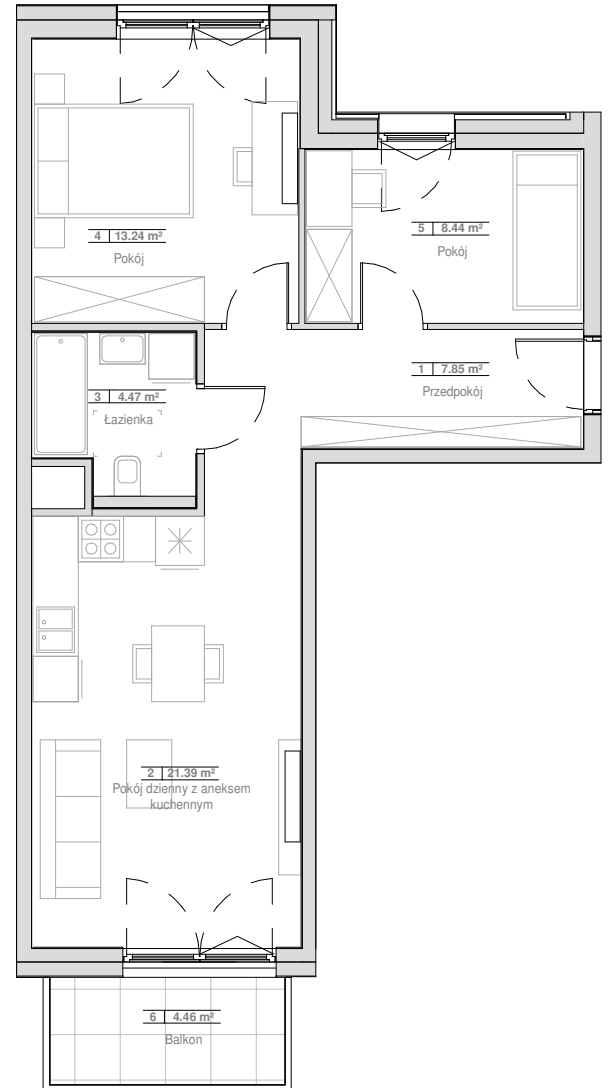 4 13.24 m²
Pokój
5 8.44 m²
Pokój
1 7.85 m²
Przedpokój
3 4.47 m²
Łazienka
2 21.39 m²
Pokój dzienny z aneksem
kuchennym
6 4.46 m²
Balkon